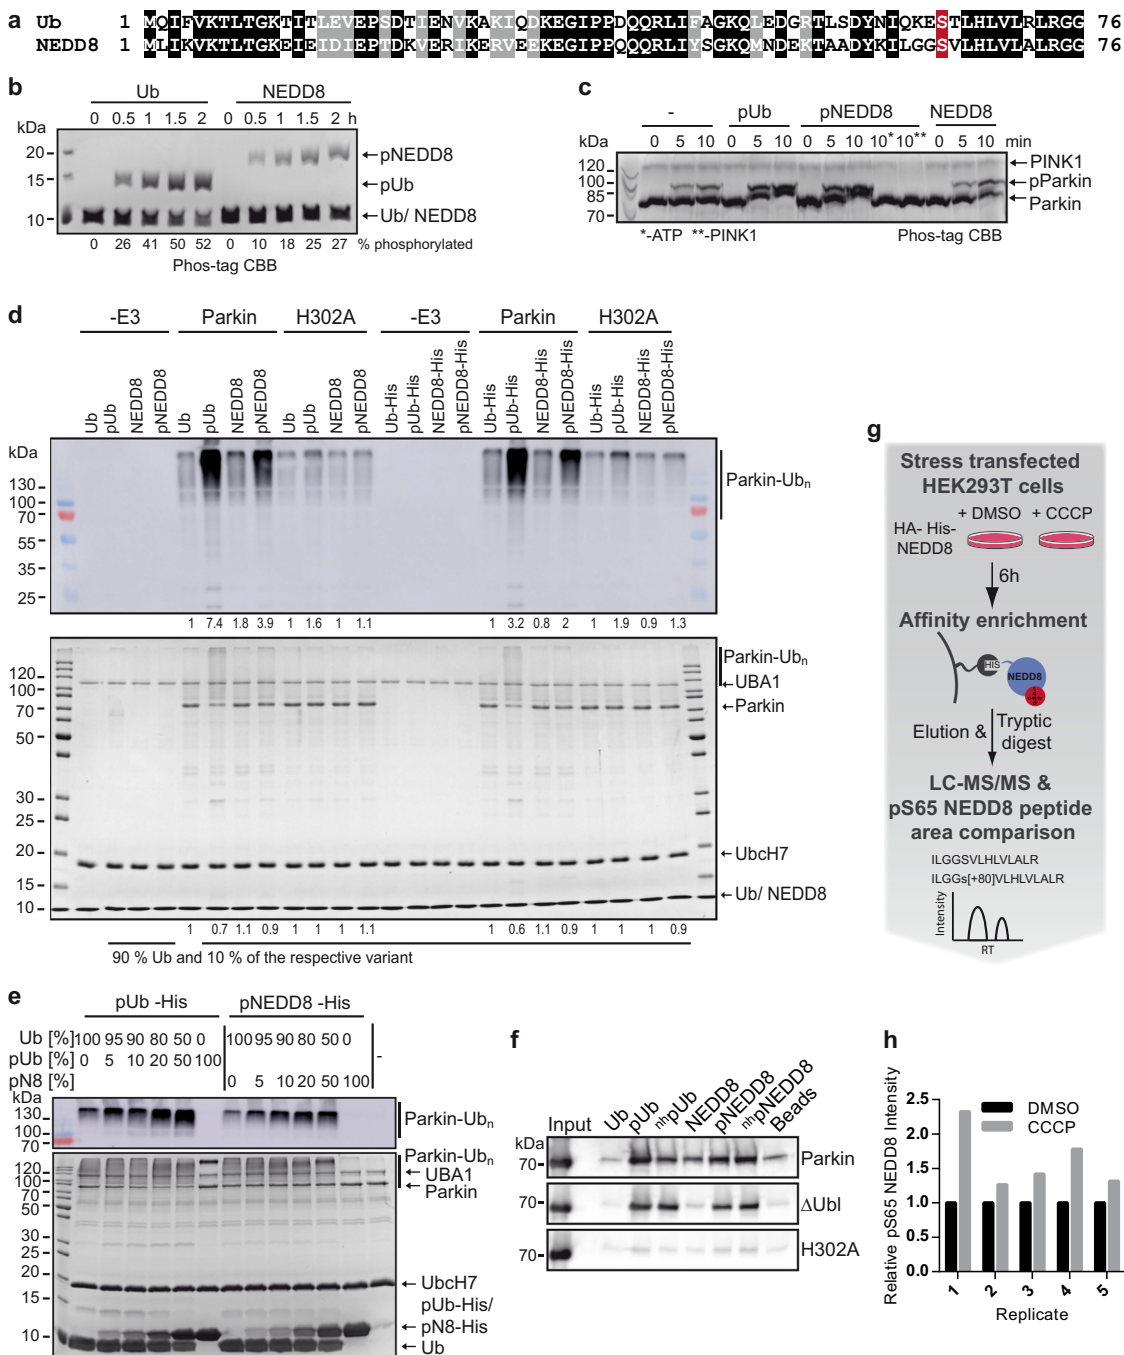 a
Ub 1 MQIFVKTLTGKTITLEVEPSDTIENVKAKIQDKEGIPPDQQRLIFAGKQLEDGRTLSDYNIQKESTLHLVLRLRGG 76
NEDD8 1 MLIKVKTLTGKEIEIDIEPTDKVERIKERVEEKEGIPPQQQRLIYSGKQMNDEKTAADYKILGGSVLHLVLALRGG 76
b
Ub NEDD8
0 0.5 1 1.5 2 0 0.5 1 1.5 2 h
kDa
20
15
10
pNEDD8
pUb
Ub/ NEDD8
0 26 41 50 52 0 10 18 25 27 % phosphorylated
Phos-tag CBB
c
- pUb pNEDD8 NEDD8
0 5 10 0 5 10 0 5 10 10* 10** 0 5 10 min
kDa
120
100
85
70
PINK1
pParkin
Parkin
*-ATP **-PINK1 Phos-tag CBB
d
-E3 Parkin H302A -E3 Parkin H302A
Ub pUb NEDD8 pNEDD8 Ub pUb NEDD8 pNEDD8 Ub pUb NEDD8 pNEDD8 Ub-His pUb-His NEDD8-His pNEDD8-His Ub-His pUb-His NEDD8-His pNEDD8-His Ub-His pUb-His NEDD8-His pNEDD8-His
kDa
130
100
70
55
35
25
Parkin-Ubn
1 7.4 1.8 3.9 1 1.6 1 1.1 1 3.2 0.8 2 1 1.9 0.9 1.3
120
100
70
50
30
25
20
15
10
Parkin-Ubn
UBA1
Parkin
UbcH7
Ub/ NEDD8
1 0.7 1.1 0.9 1 1 1 1.1 1 0.6 1.1 0.9 1 1 1 0.9
90 % Ub and 10 % of the respective variant
e
pUb -His pNEDD8 -His
Ub [%] 100 95 90 80 50 0 100 95 90 80 50 0
pUb [%] 0 5 10 20 50 100 -
pN8 [%] 0 5 10 20 50 100
kDa
130
100
70
Parkin-Ubn
120
100
70
50
30
25
20
15
10
Parkin-Ubn
UBA1
Parkin
UbcH7
pUb-His/
pN8-His
Ub
f
Input Ub pUb nhpUb NEDD8 pNEDD8 nhpNEDD8 Beads
kDa
70
Parkin
70
ΔUbl
70
H302A
g
Stress transfected
HEK293T cells
+ DMSO + CCCP
HA- His-
NEDD8
6h
Affinity enrichment
HIS
NEDD8
Elution & Tryptic
digest
LC-MS/MS &
pS65 NEDD8 peptide
area comparison
ILGGSVLHLVLALR
ILGGs[+80]VLHLVLALR
Intensity
RT
h
Relative pS65 NEDD8 Intensity
2.5
2.0
1.5
1.0
0.5
0.0
DMSO
CCCP
1 2 3 4 5
Replicate